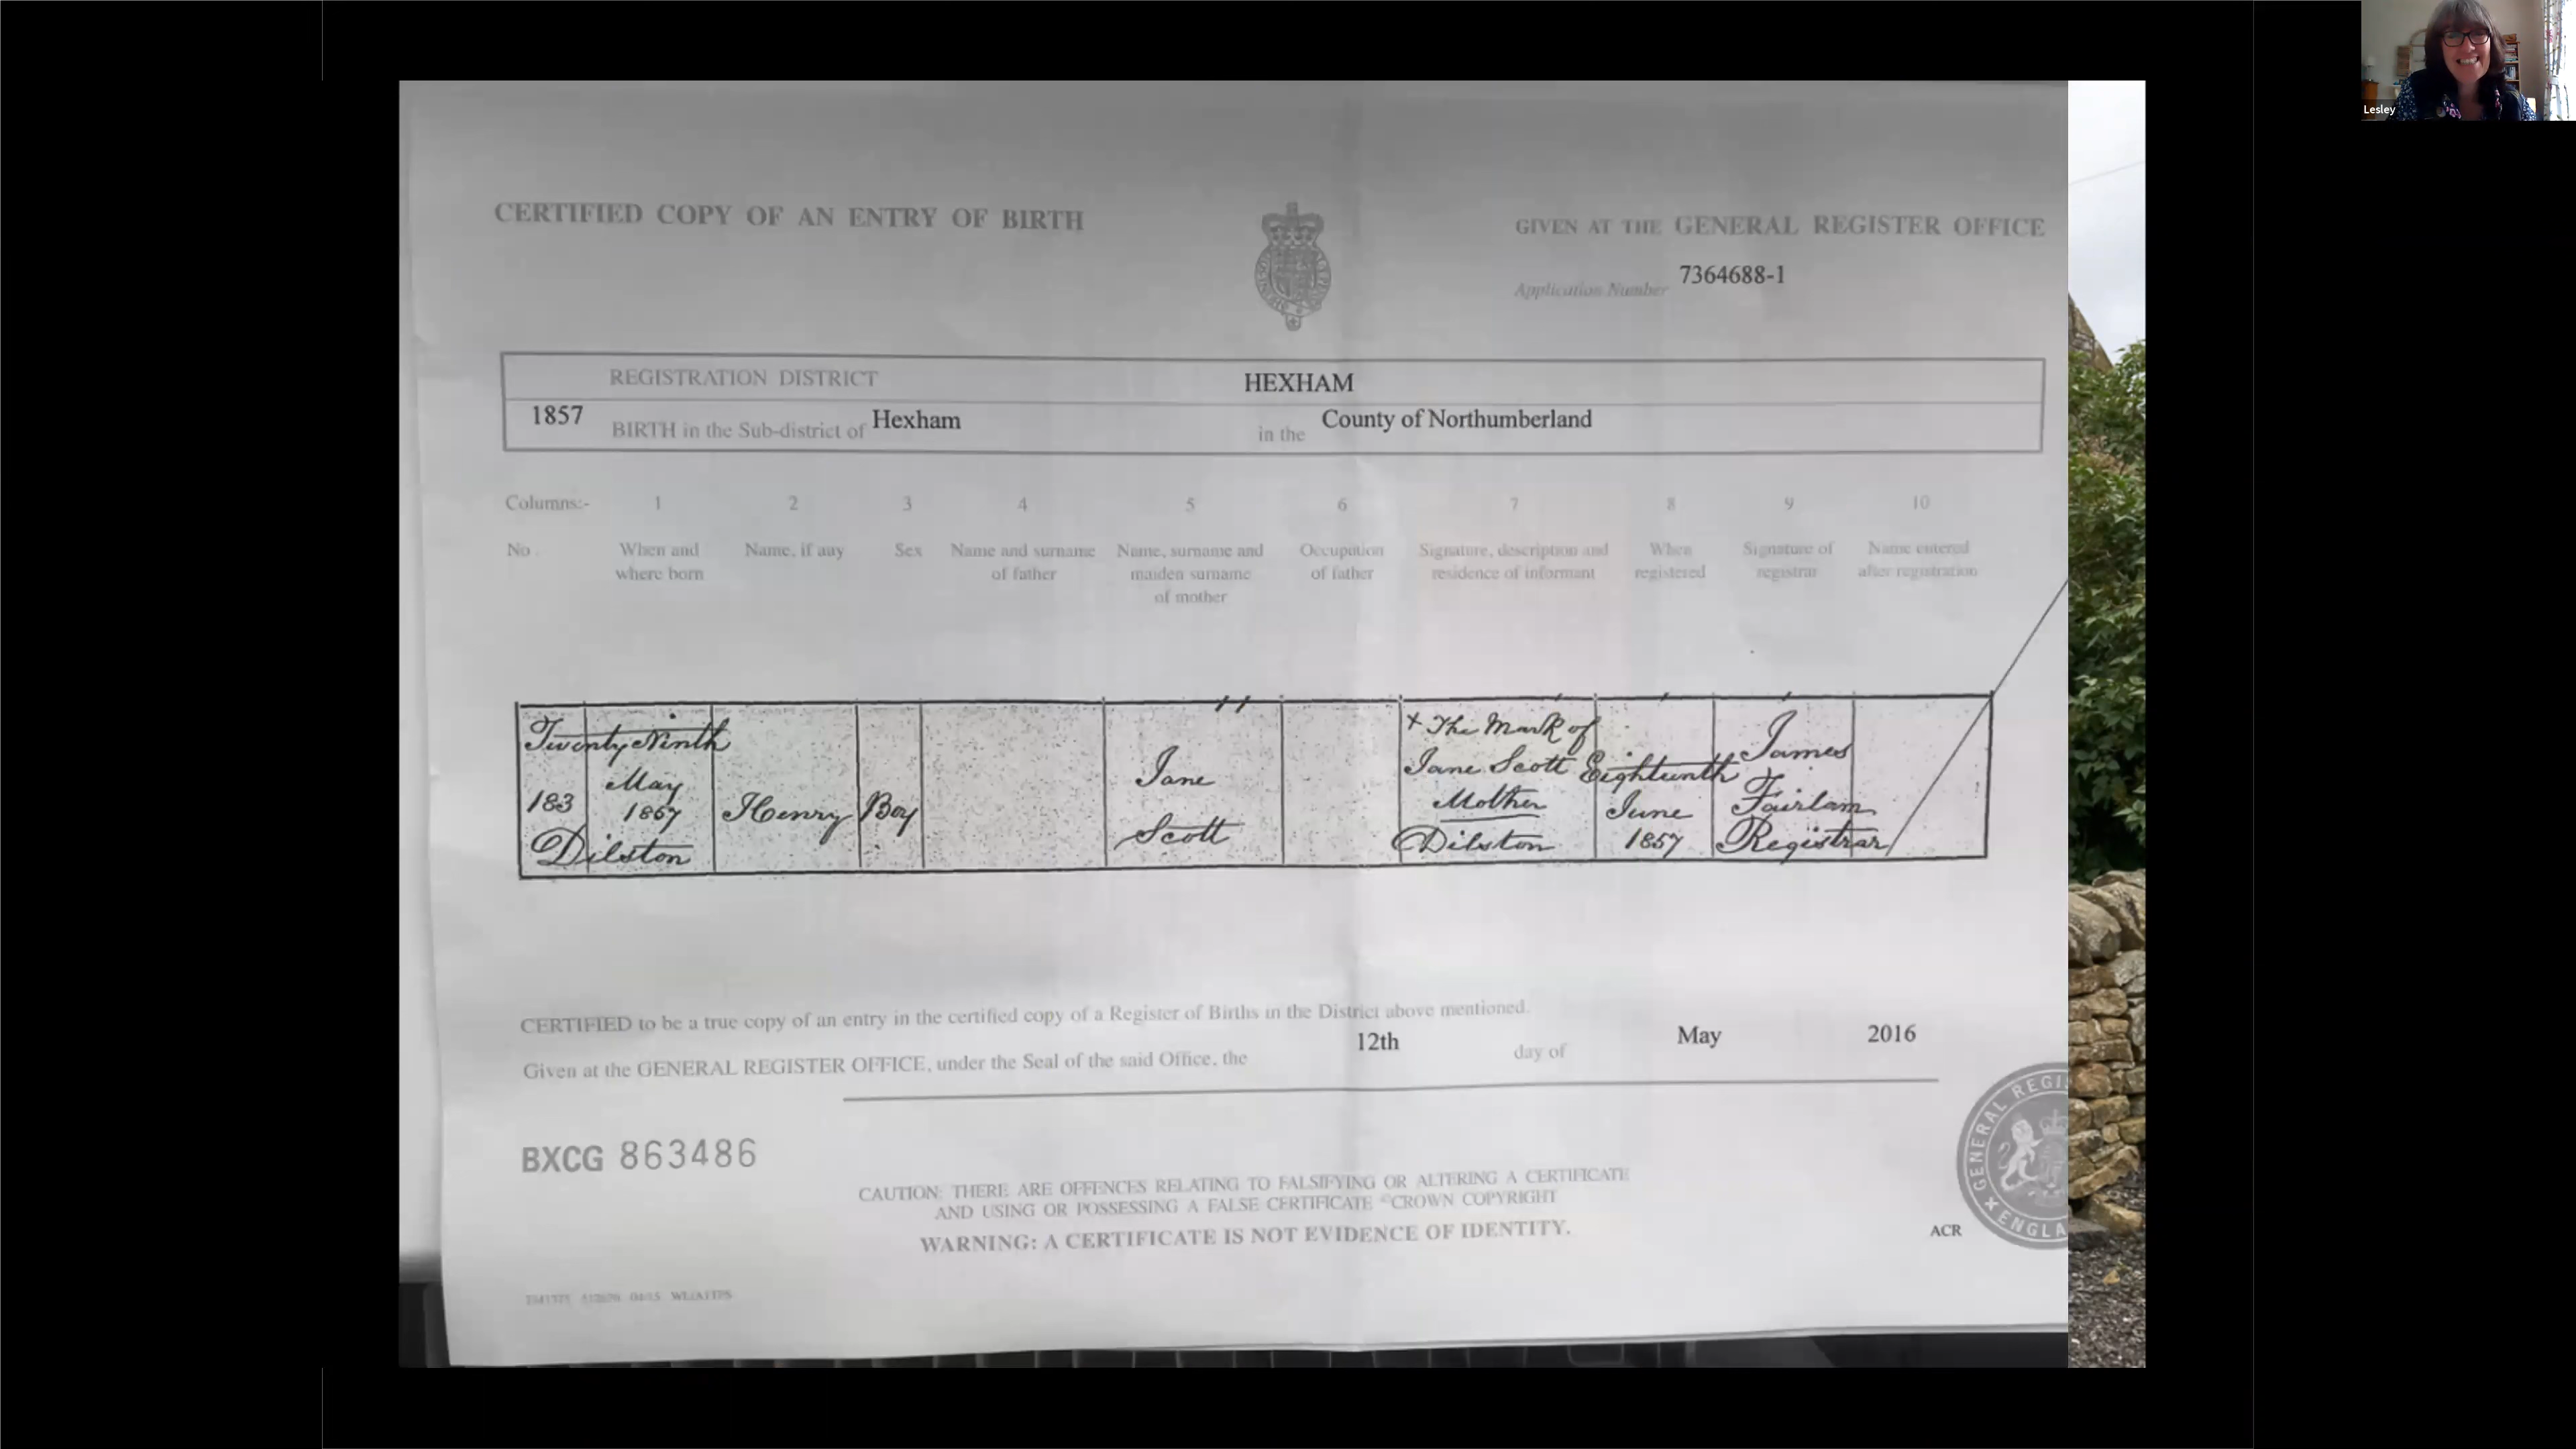 Lesley
CERTIFIED COPY OF AN ENTRY OF BIRTH
GIVEN AT THE GENERAL REGISTER OFFICE
Application Number 7364688-1
REGISTRATION DISTRICT HEXHAM
1857 BIRTH in the Sub-district of Hexham in the County of Northumberland
Columns:- 1 2 3 4 5 6 7 8 9 10
No When and where born
Name, if any
Sex
Name and surname of father
Name, surname and maiden surname of mother
Occupation of father
Signature, description and residence of informant
When registered
Signature of registrar
Name entered after registration
183
Twenty Ninth
May
1857
Dilston
Henry
Boy
Jane
Scott
+ The Mark of
Jane Scott
Mother
Dilston
Eighteenth
June
1857
James
Fairlam
Registrar
CERTIFIED to be a true copy of an entry in the certified copy of a Register of Births in the District above mentioned.
Given at the GENERAL REGISTER OFFICE, under the Seal of the said Office, the 12th day of May 2016
BXCG 863486
CAUTION: THERE ARE OFFENCES RELATING TO FALSIFYING OR ALTERING A CERTIFICATE
AND USING OR POSSESSING A FALSE CERTIFICATE ©CROWN COPYRIGHT
WARNING: A CERTIFICATE IS NOT EVIDENCE OF IDENTITY.
GENERAL REGIS
ENGLA
ACR